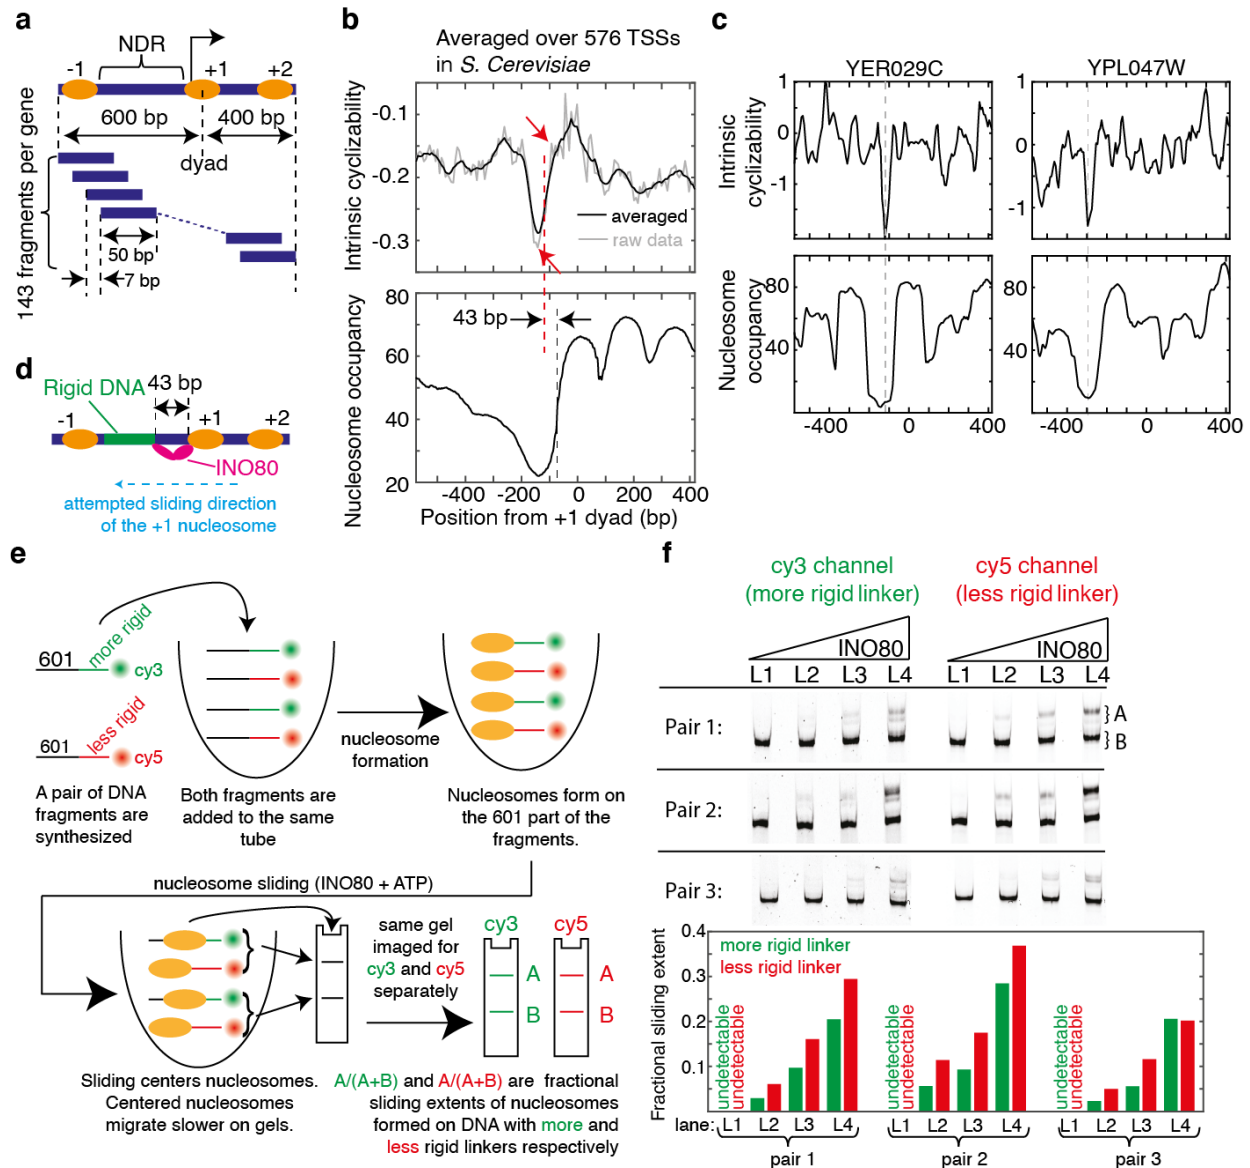 a
NDR
-1
+1
+2
600 bp
400 bp
dyad
143 fragments per gene
50 bp
7 bp
b
Averaged over 576 TSSs
in S. Cerevisiae
Intrinsic cyclizability
-0.1
-0.2
-0.3
averaged
raw data
Nucleosome occupancy
80
60
40
20
43 bp
-400 -200 0 200 400
Position from +1 dyad (bp)
c
YER029C
YPL047W
Intrinsic
cyclizability
1
0
-1
1
0
-1
Nucleosome
occupancy
80
40
80
40
-400 0 400
-400 0 400
d
Rigid DNA
43 bp
-1
+1
+2
INO80
attempted sliding direction
of the +1 nucleosome
e
601
more rigid
cy3
601
less rigid
cy5
A pair of DNA
fragments are
synthesized
Both fragments are
added to the same
tube
nucleosome
formation
Nucleosomes form on
the 601 part of the
fragments.
nucleosome sliding (INO80 + ATP)
same gel
imaged for
cy3 and cy5
separately
cy3
cy5
A
B
A
B
Sliding centers nucleosomes.
Centered nucleosomes
migrate slower on gels.
A/(A+B) and A/(A+B) are fractional
sliding extents of nucleosomes
formed on DNA with more and
less rigid linkers respectively
f
cy3 channel
(more rigid linker)
cy5 channel
(less rigid linker)
INO80
INO80
L1 L2 L3 L4
L1 L2 L3 L4
Pair 1:
A
B
Pair 2:
Pair 3:
Fractional sliding extent
0.4
0.3
0.2
0.1
more rigid linker
less rigid linker
undetectable
undetectable
undetectable
undetectable
undetectable
undetectable
lane: L1 L2 L3 L4 L1 L2 L3 L4 L1 L2 L3 L4
pair 1
pair 2
pair 3